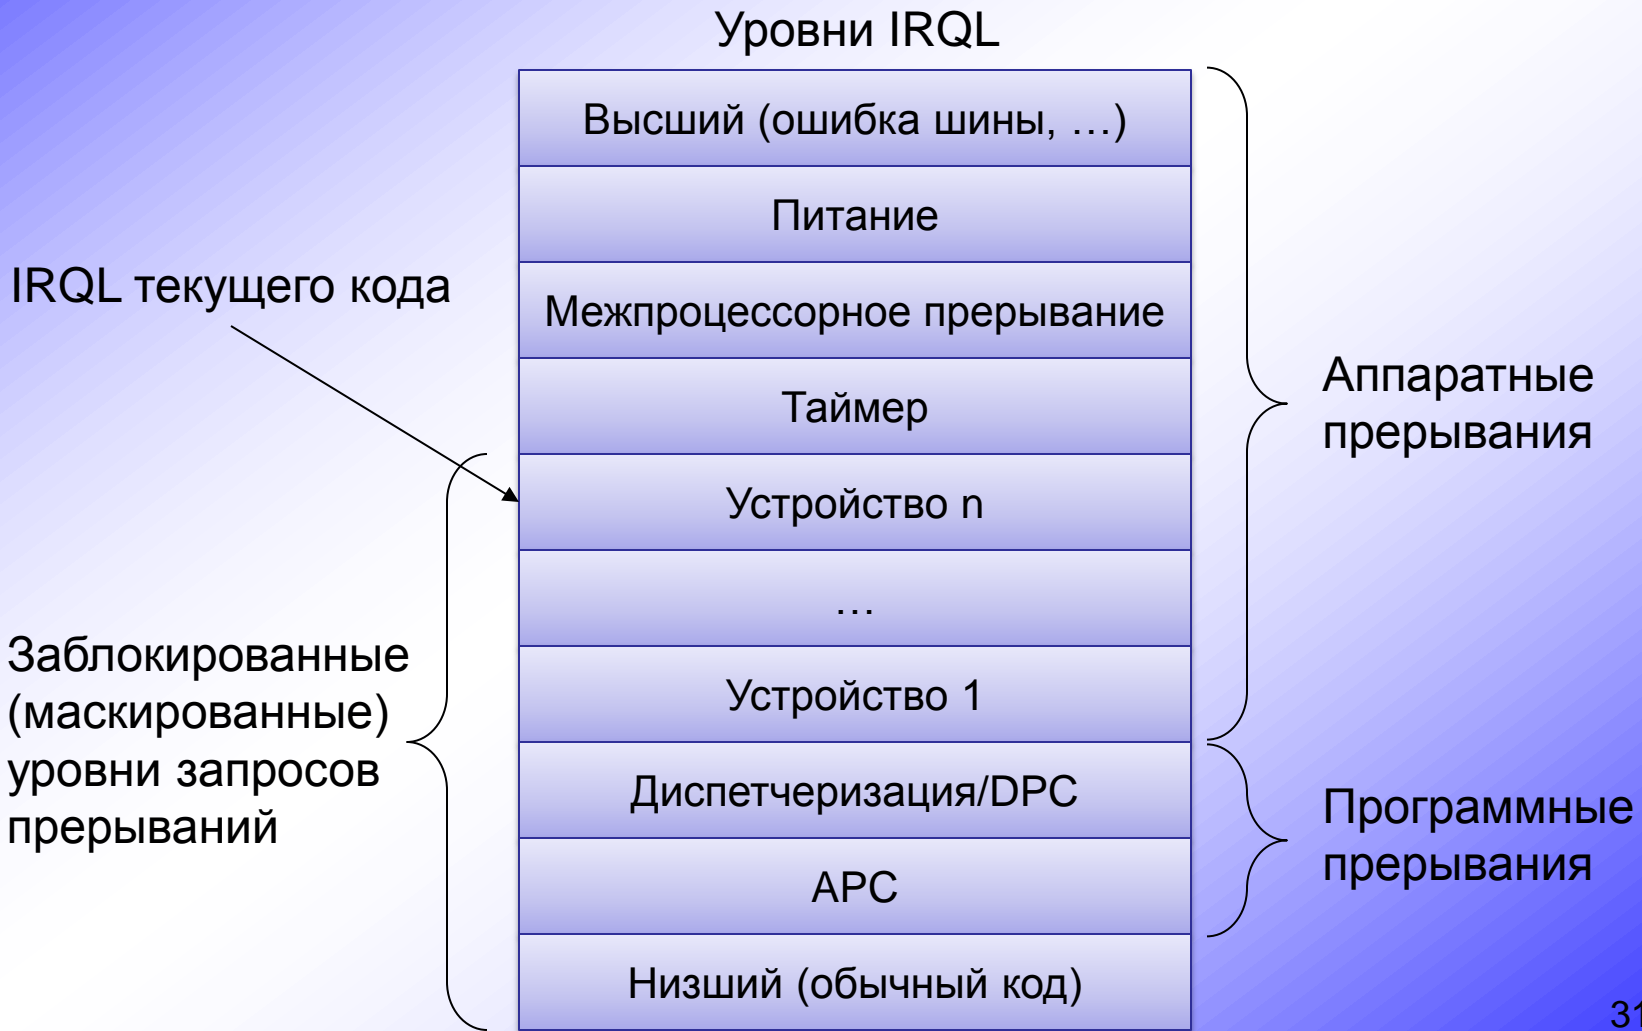 Уровни IRQL
Высший (ошибка шины, …)
Питание
Межпроцессорное прерывание
Таймер
Устройство n
…
Устройство 1
Диспетчеризация/DPC
APC
Низший (обычный код)
IRQL текущего кода
Заблокированные
(маскированные)
уровни запросов
прерываний
Аппаратные
прерывания
Программные
прерывания
31